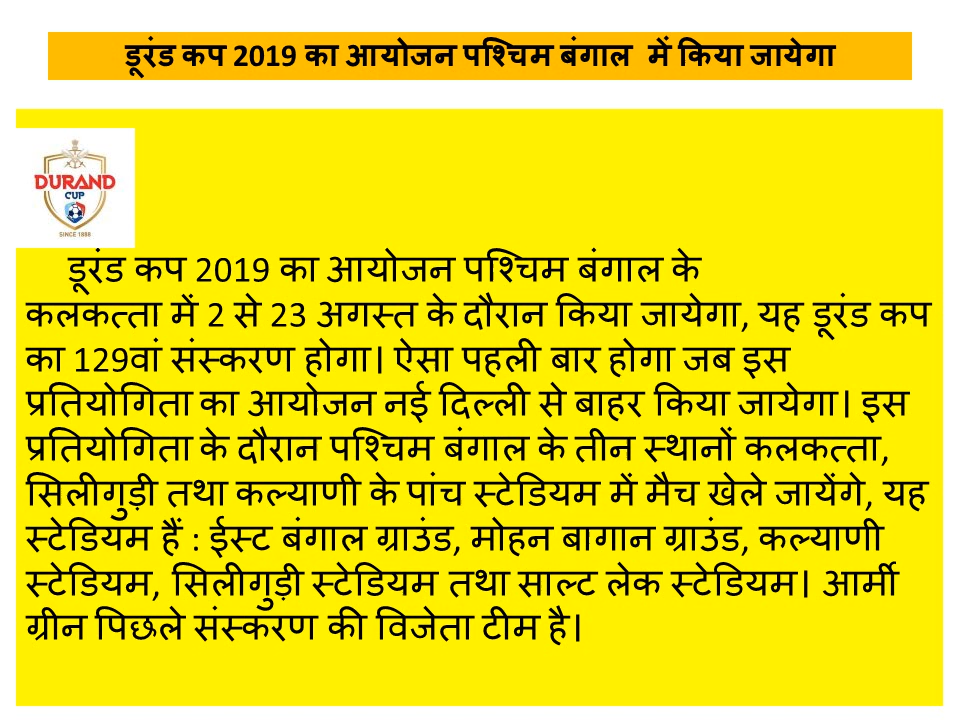 डूरंड कप 2019 का आयोजन पश्चिम बंगाल में किया जायेगा
DURAND
CUP
SINCE 1888
डूरंड कप 2019 का आयोजन पश्चिम बंगाल के
कलकत्ता में 2 से 23 अगस्त के दौरान किया जायेगा, यह डूरंड कप
का 129वां संस्करण होगा। ऐसा पहली बार होगा जब इस
प्रतियोगिता का आयोजन नई दिल्ली से बाहर किया जायेगा। इस
प्रतियोगिता के दौरान पश्चिम बंगाल के तीन स्थानों कलकत्ता,
सिलीगुड़ी तथा कल्याणी के पांच स्टेडियम में मैच खेले जायेंगे, यह
स्टेडियम हैं : ईस्ट बंगाल ग्राउंड, मोहन बागान ग्राउंड, कल्याणी
स्टेडियम, सिलीगुड़ी स्टेडियम तथा साल्ट लेक स्टेडियम। आर्मी
ग्रीन पिछले संस्करण की विजेता टीम है।